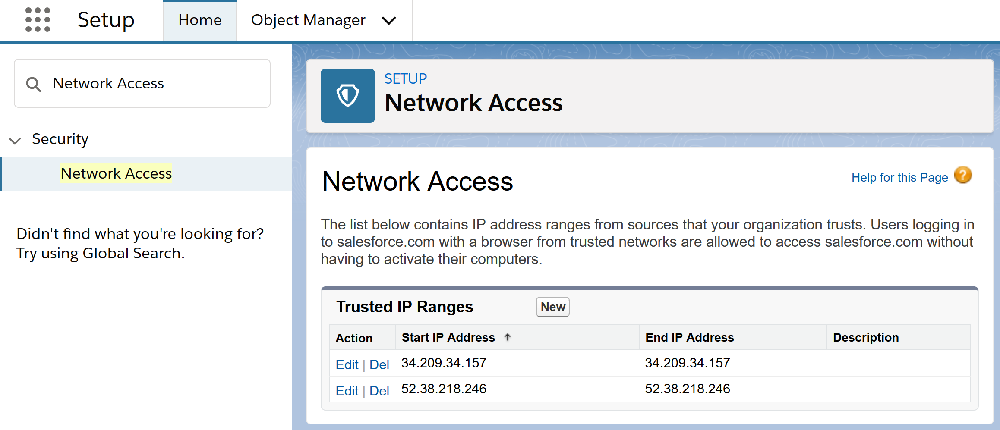 Setup
Home
Object Manager
Network Access
Security
Network Access
Didn't find what you're looking for?
Try using Global Search.
SETUP
Network Access
Network Access
Help for this Page ?
The list below contains IP address ranges from sources that your organization trusts. Users logging in
to salesforce.com with a browser from trusted networks are allowed to access salesforce.com without
having to activate their computers.
Trusted IP Ranges
New
Action Start IP Address ↑ End IP Address Description
Edit | Del 34.209.34.157 34.209.34.157
Edit | Del 52.38.218.246 52.38.218.246